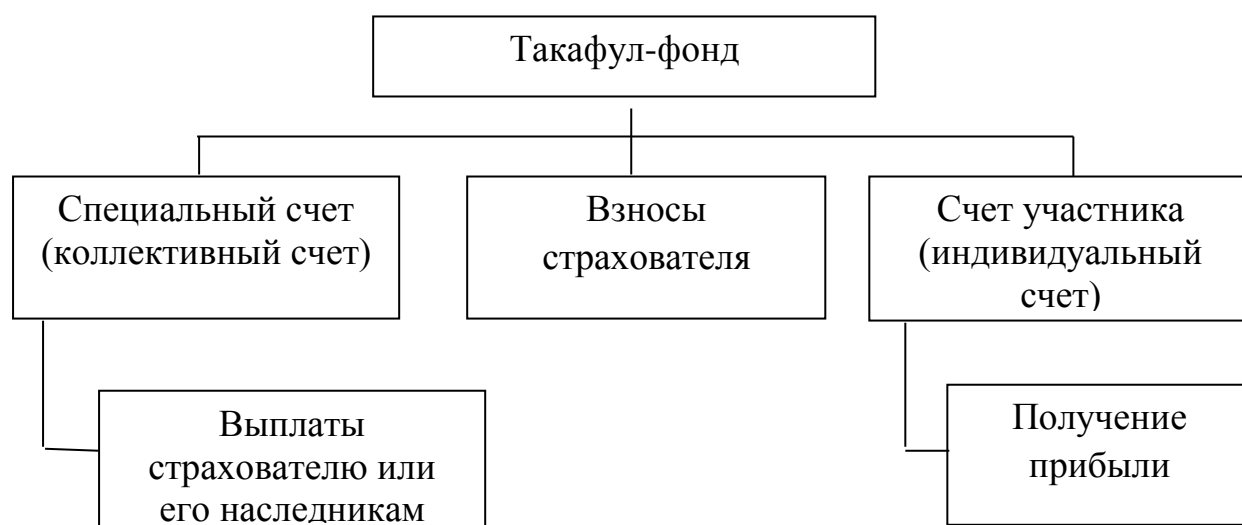 Такафул-фонд
Специальный счет
(коллективный счет)
Взносы
страхователя
Счет участника
(индивидуальный
счет)
Выплаты
страхователю или
его наследникам
Получение
прибыли